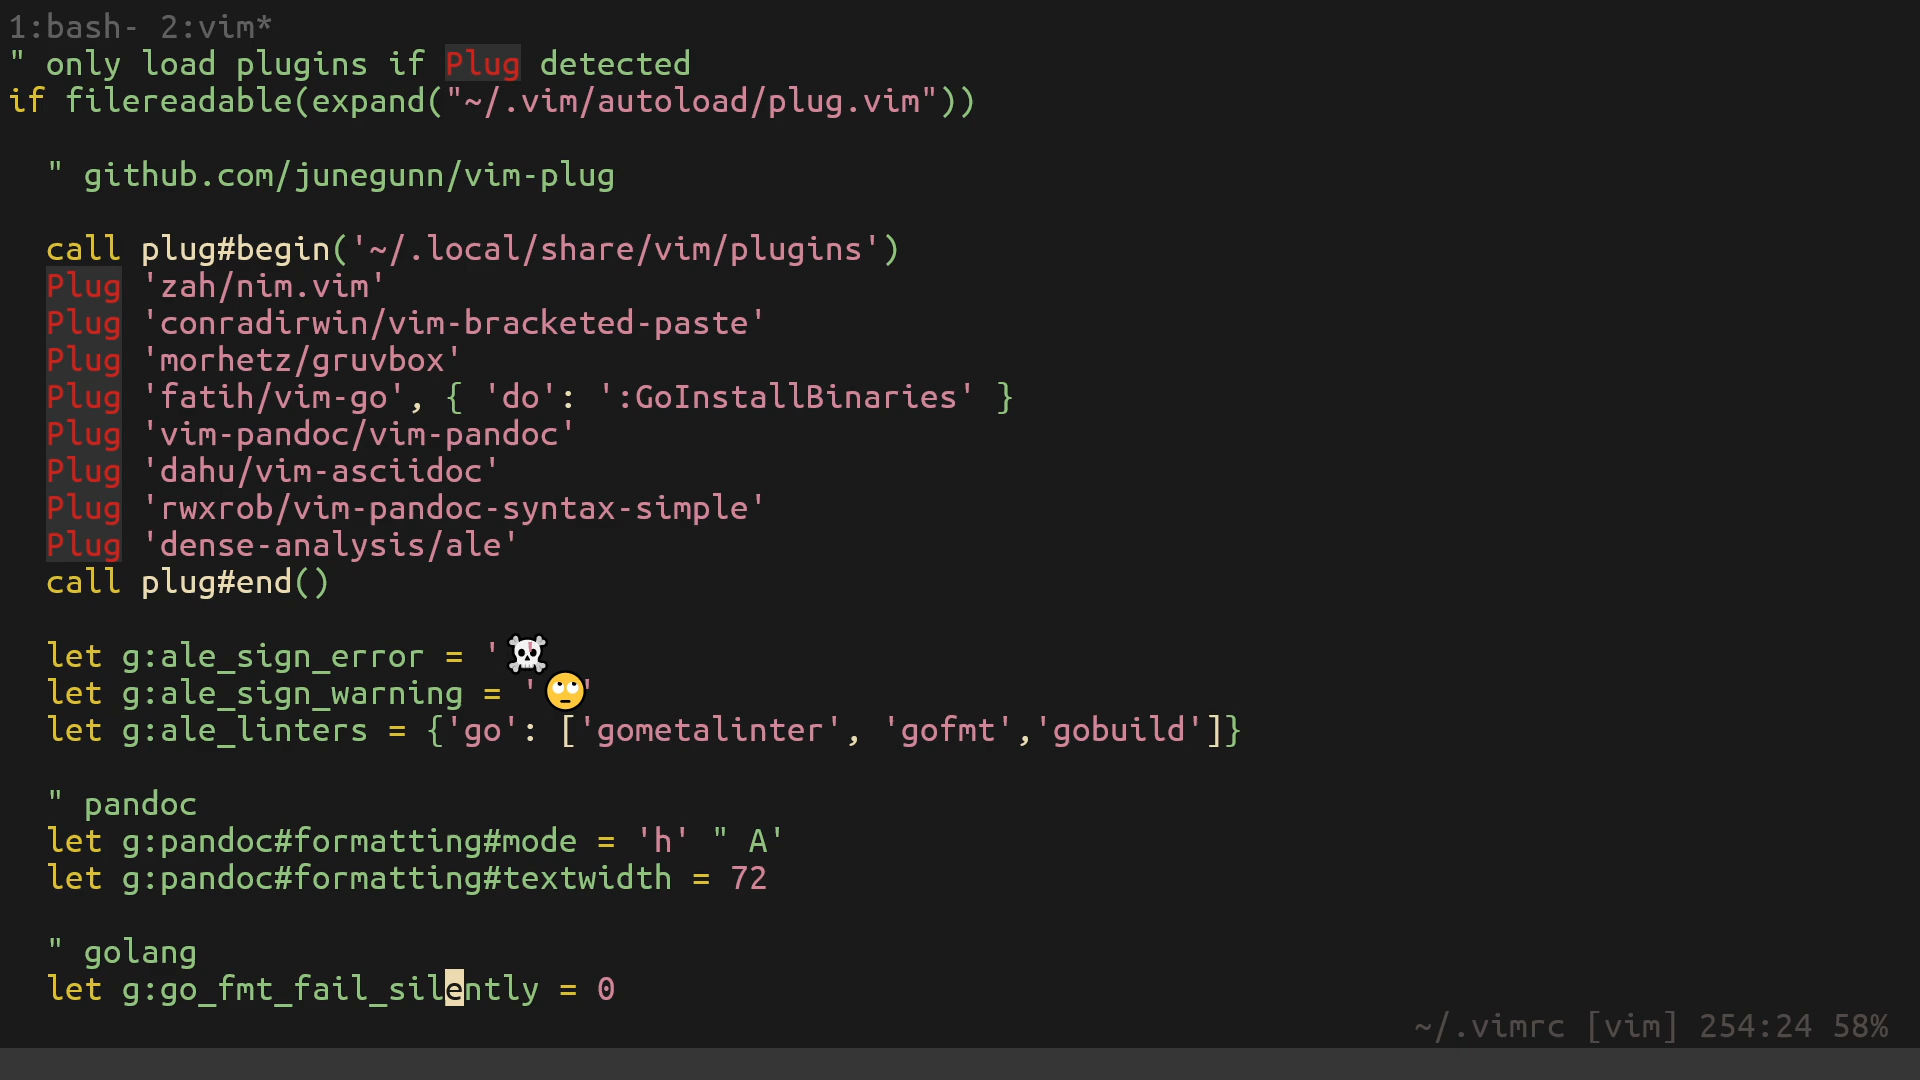 1:bash- 2:vim*
" only load plugins if Plug detected
if filereadable(expand("~/.vim/autoload/plug.vim"))
" github.com/junegunn/vim-plug
call plug#begin('~/.local/share/vim/plugins')
Plug 'zah/nim.vim'
Plug 'conradirwin/vim-bracketed-paste'
Plug 'morhetz/gruvbox'
Plug 'fatih/vim-go', { 'do': ':GoInstallBinaries' }
Plug 'vim-pandoc/vim-pandoc'
Plug 'dahu/vim-asciidoc'
Plug 'rwxrob/vim-pandoc-syntax-simple'
Plug 'dense-analysis/ale'
call plug#end()
let g:ale_sign_error = '☠
let g:ale_sign_warning = '🙄'
let g:ale_linters = {'go': ['gometalinter', 'gofmt','gobuild']}
" pandoc
let g:pandoc#formatting#mode = 'h' " A'
let g:pandoc#formatting#textwidth = 72
" golang
let g:go_fmt_fail_silently = 0
~/.vimrc [vim] 254:24 58%